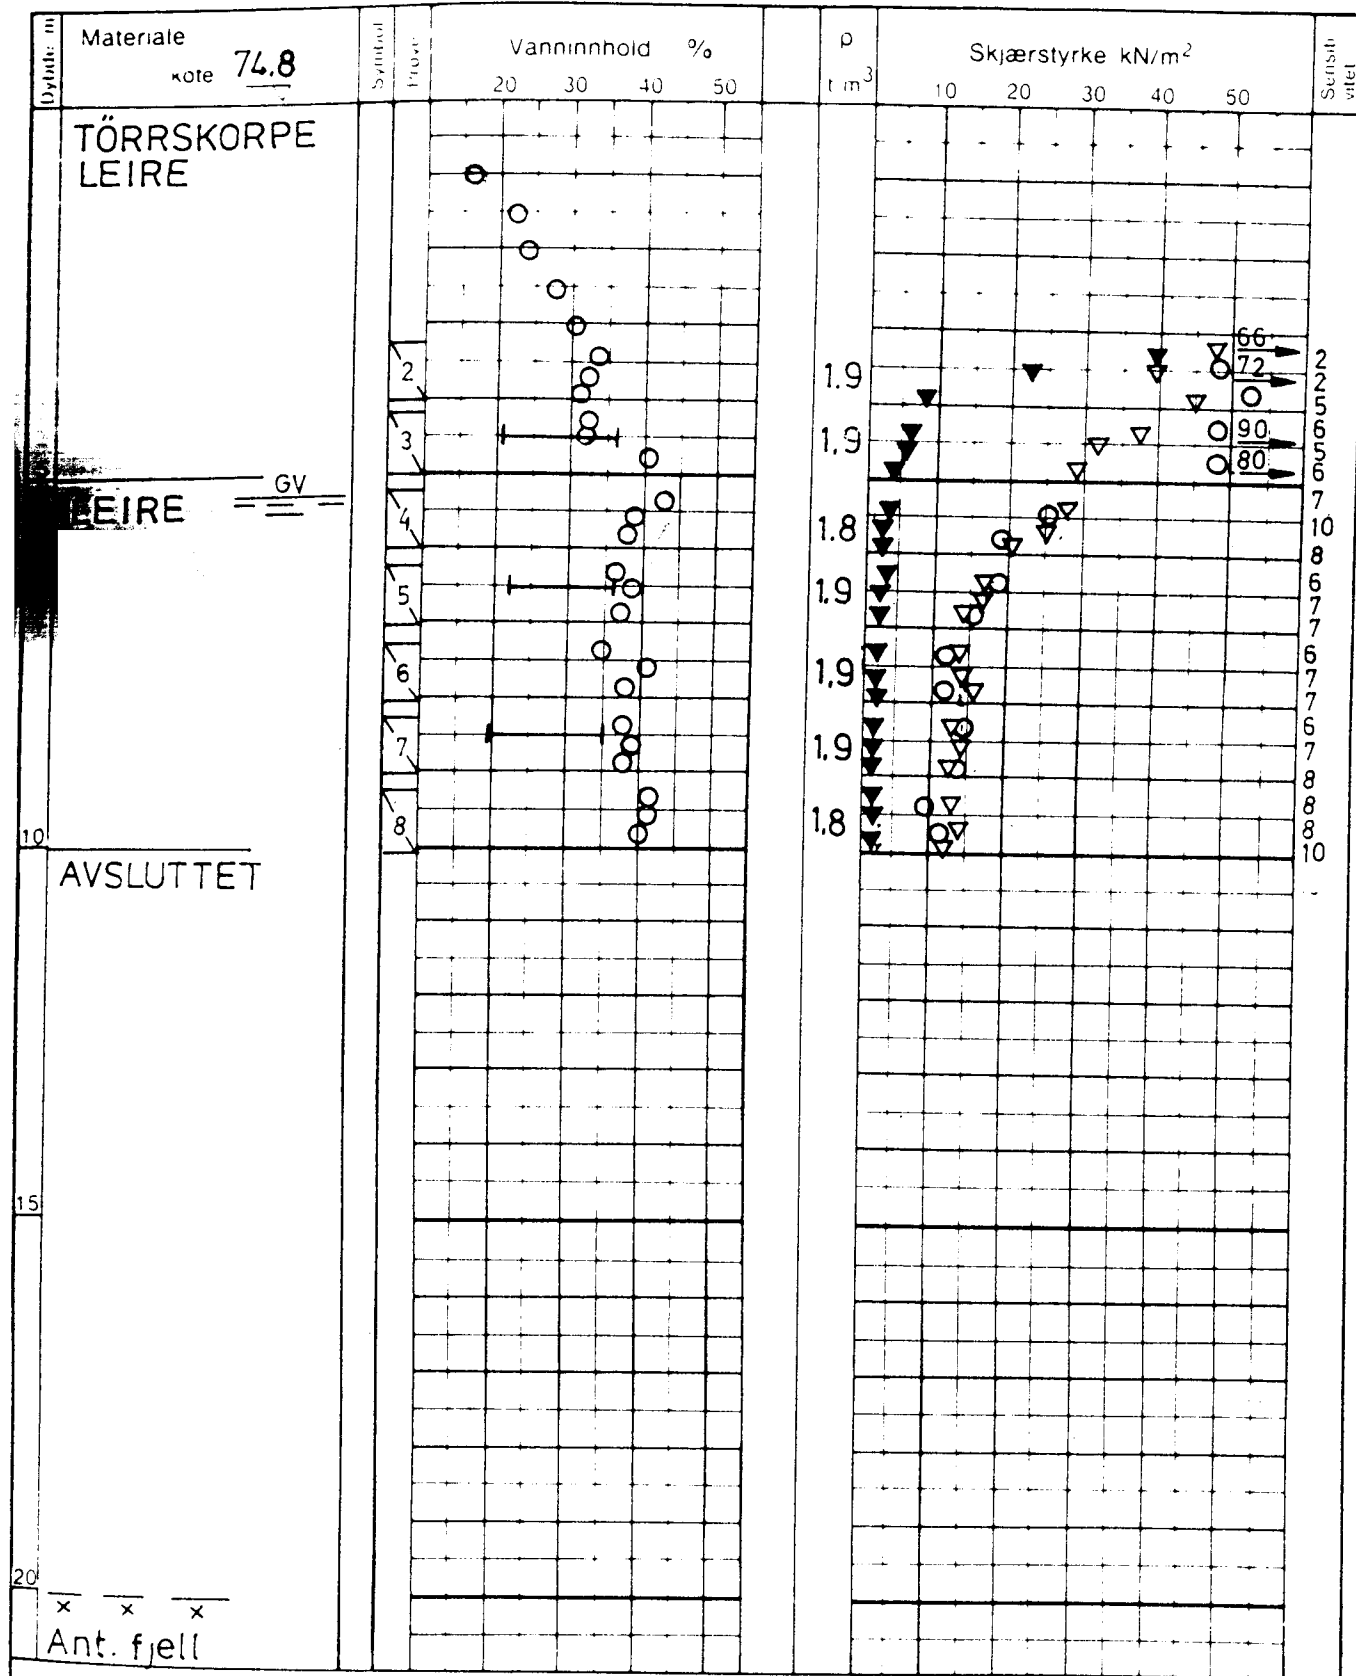 Dybde m
Materiale
kote 74.8
Symbol
Prøve
Vanninnhold %
20 30 40 50
ρ
t m³
Skjærstyrke kN/m²
10 20 30 40 50
Sensitivitet
TÖRRSKORPE
LEIRE
66
2 1.9 72 2
2
5
3 1.9 90 6
5
80 6
GV
LEIRE
7
4 1.8 10
8
5 1.9 6
7
7
6 1.9 6
7
7
7 1.9 6
7
8
8 1.8 8
8
10 10
AVSLUTTET
15
20
x x x
Ant. fjell